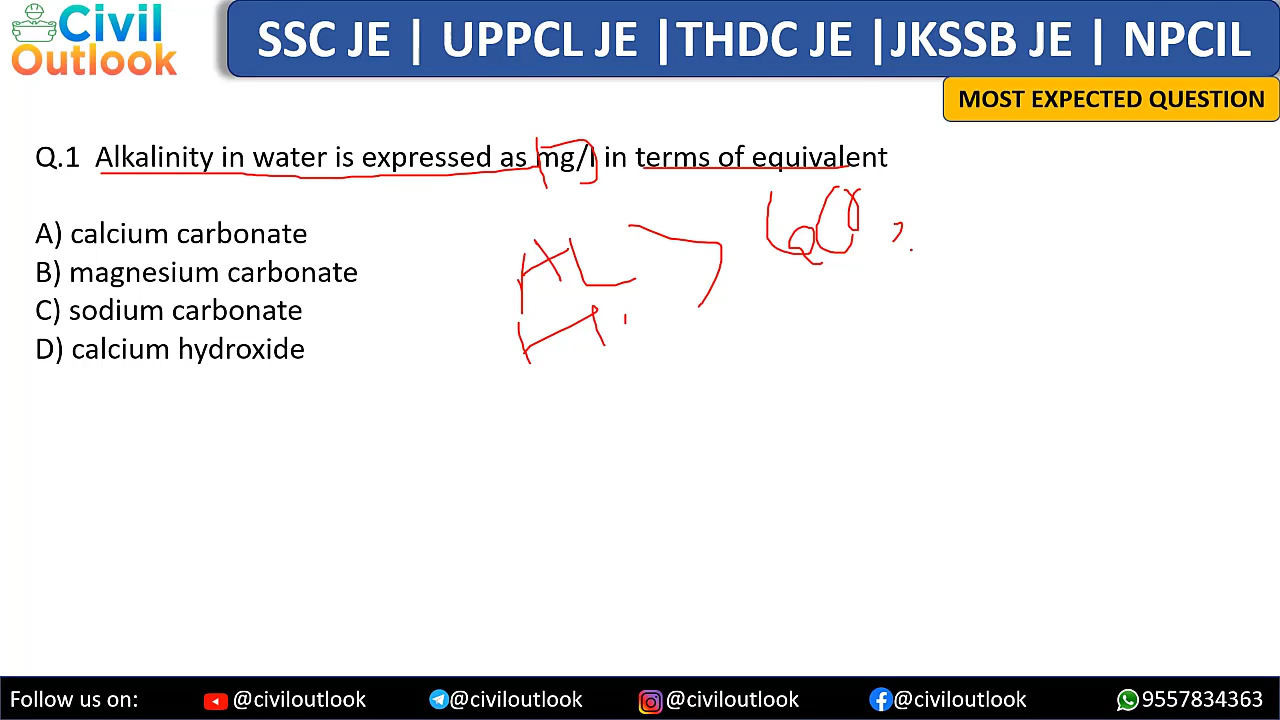 Civil
Outlook
SSC JE | UPPCL JE |THDC JE |JKSSB JE | NPCIL
MOST EXPECTED QUESTION
Q.1 Alkalinity in water is expressed as mg/l in terms of equivalent
A) calcium carbonate
B) magnesium carbonate
C) sodium carbonate
D) calcium hydroxide
Follow us on: @civiloutlook @civiloutlook @civiloutlook @civiloutlook 9557834363